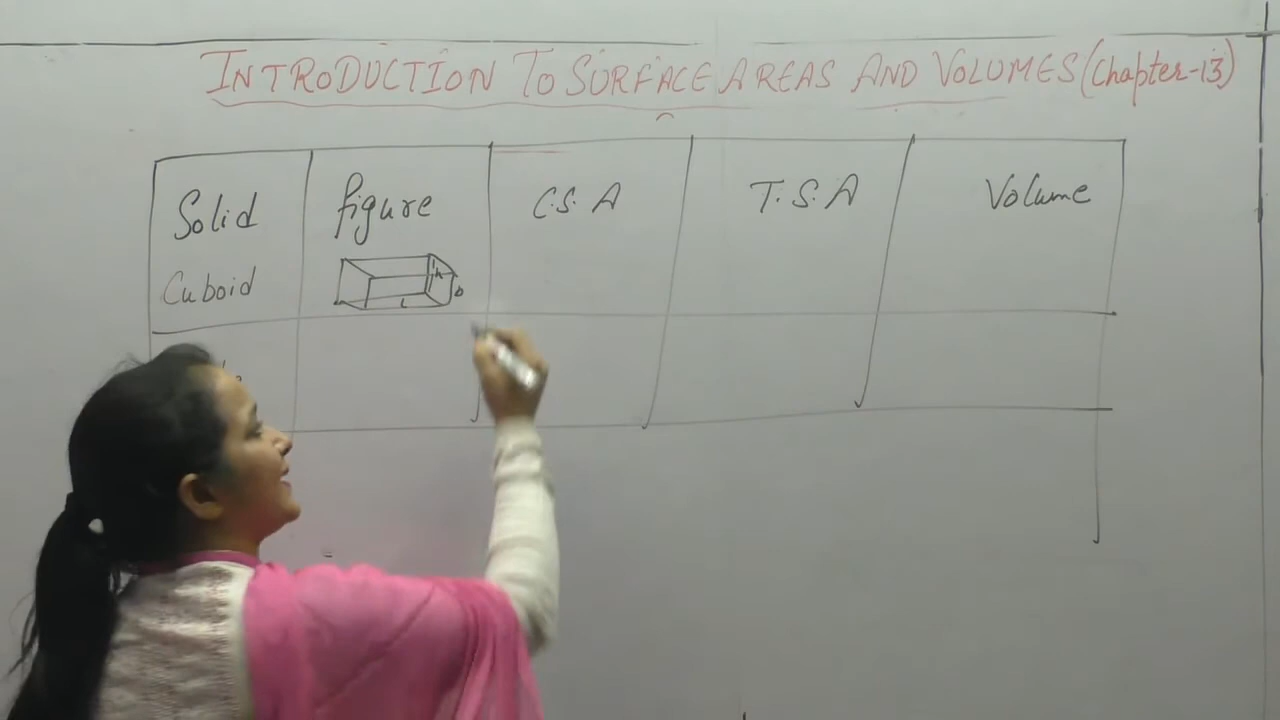 INTRODUCTION TO SURFACE AREAS AND VOLUMES (Chapter-13)
Solid figure C.S.A T.S.A Volume
Cuboid h b L